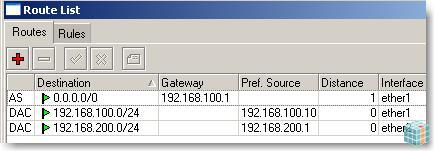 Route List
Routes Rules
Destination Gateway Pref. Source Distance Interface
AS 0.0.0.0/0 192.168.100.1 1 ether1
DAC 192.168.100.0/24 192.168.100.10 0 ether1
DAC 192.168.200.0/24 192.168.200.1 0 ether1